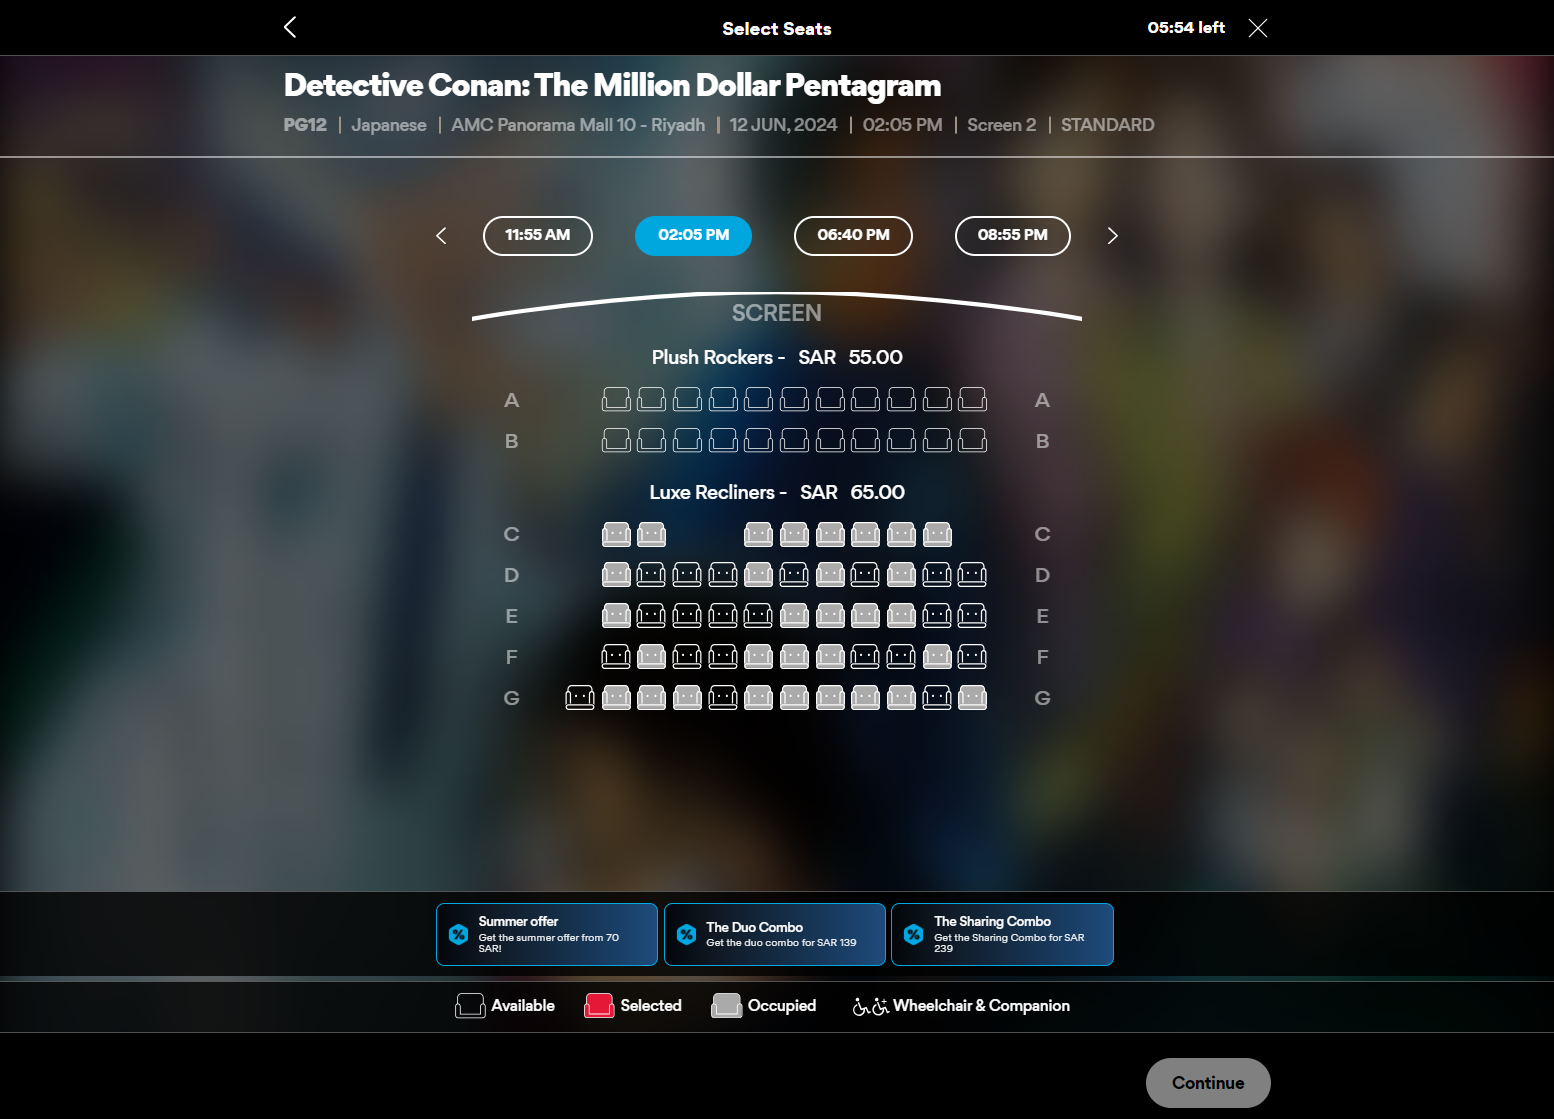 Select Seats
05:54 left
Detective Conan: The Million Dollar Pentagram
PG12 | Japanese | AMC Panorama Mall 10 - Riyadh | 12 JUN, 2024 | 02:05 PM | Screen 2 | STANDARD
11:55 AM 02:05 PM 06:40 PM 08:55 PM
SCREEN
Plush Rockers - SAR 55.00
A A
B B
Luxe Recliners - SAR 65.00
C C
D D
E E
F F
G G
Summer offer
Get the summer offer from 70
SAR!
The Duo Combo
Get the duo combo for SAR 139
The Sharing Combo
Get the Sharing Combo for SAR
239
Available Selected Occupied Wheelchair & Companion
Continue